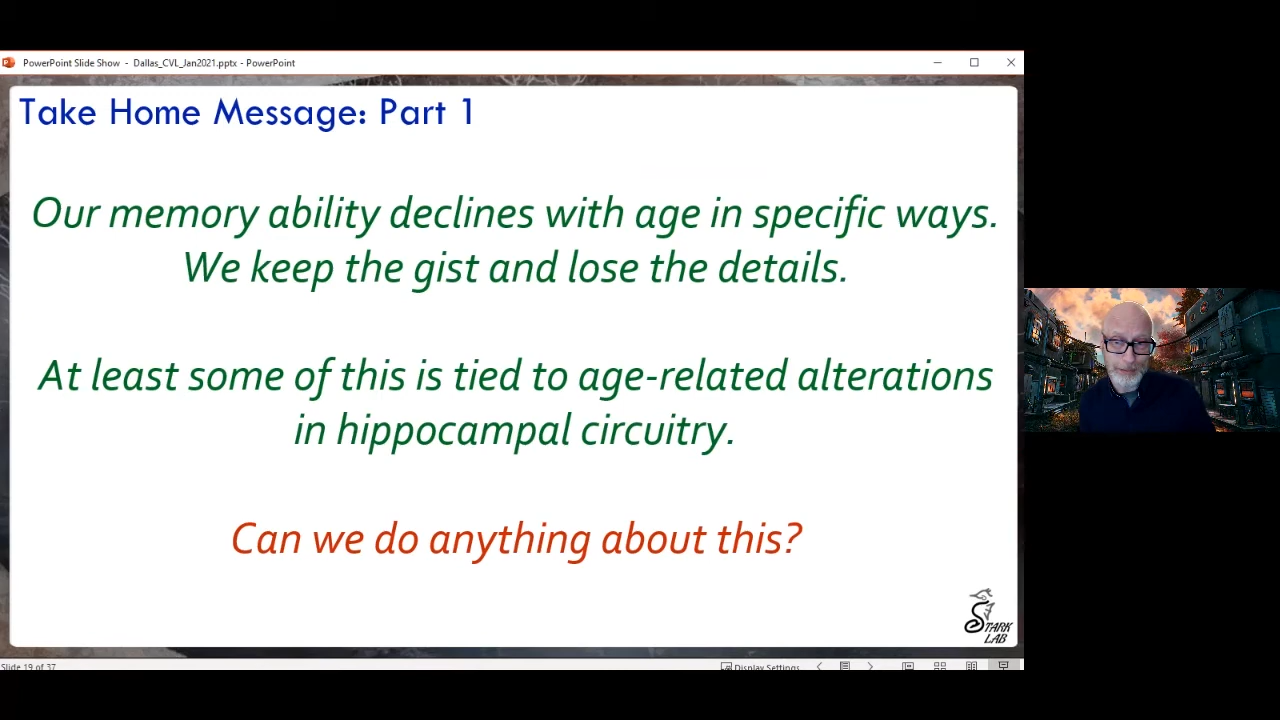 PowerPoint Slide Show - Dallas_CVL_Jan2021.pptx - PowerPoint
Take Home Message: Part 1
Our memory ability declines with age in specific ways.
We keep the gist and lose the details.
At least some of this is tied to age-related alterations
in hippocampal circuitry.
Can we do anything about this?
STARK
LAB
Slide 19 of 37
Display Settings